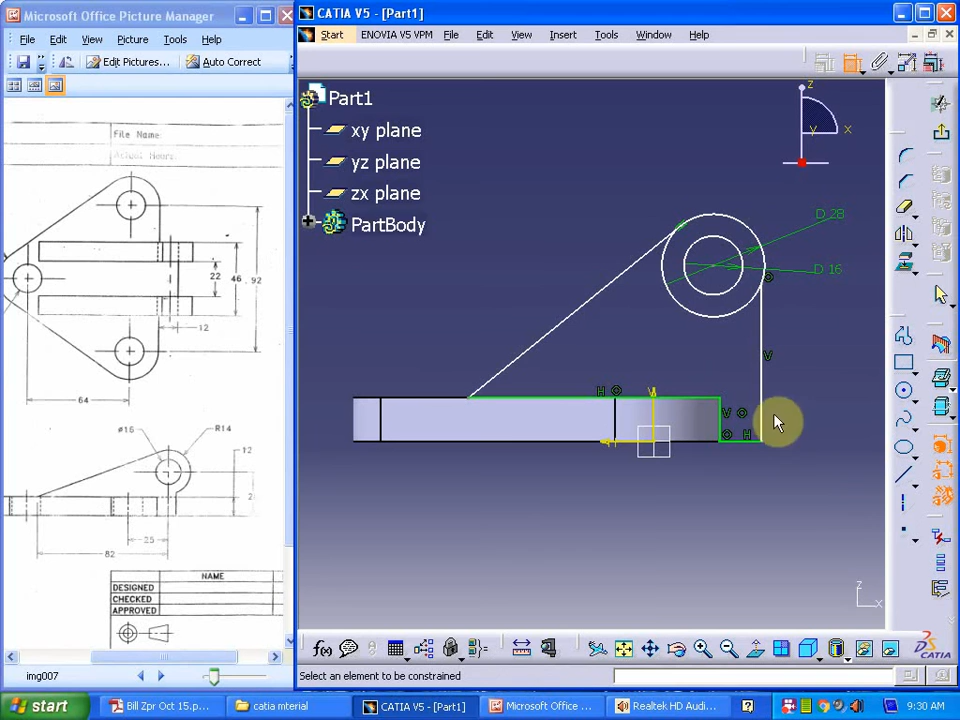 Microsoft Office Picture Manager
File Edit View Picture Tools Help
Edit Pictures... Auto Correct
File Name:
Actual Hours:
22 46 .92
12
64
ø16 R14
12
2
25
82
NAME
DESIGNED
CHECKED
APPROVED
img007
CATIA V5 - [Part1]
Start ENOVIA V5 VPM File Edit View Insert Tools Window Help
Part1
xy plane
yz plane
zx plane
PartBody
z
y x
D 28
D 16
V
H V
V
H
z
x
f(x)
DS CATIA
Select an element to be constrained
start Bill Zpr Oct 15.p... catia mterial CATIA V5 - [Part1] Microsoft Office ... Realtek HD Audi... 9:30 AM